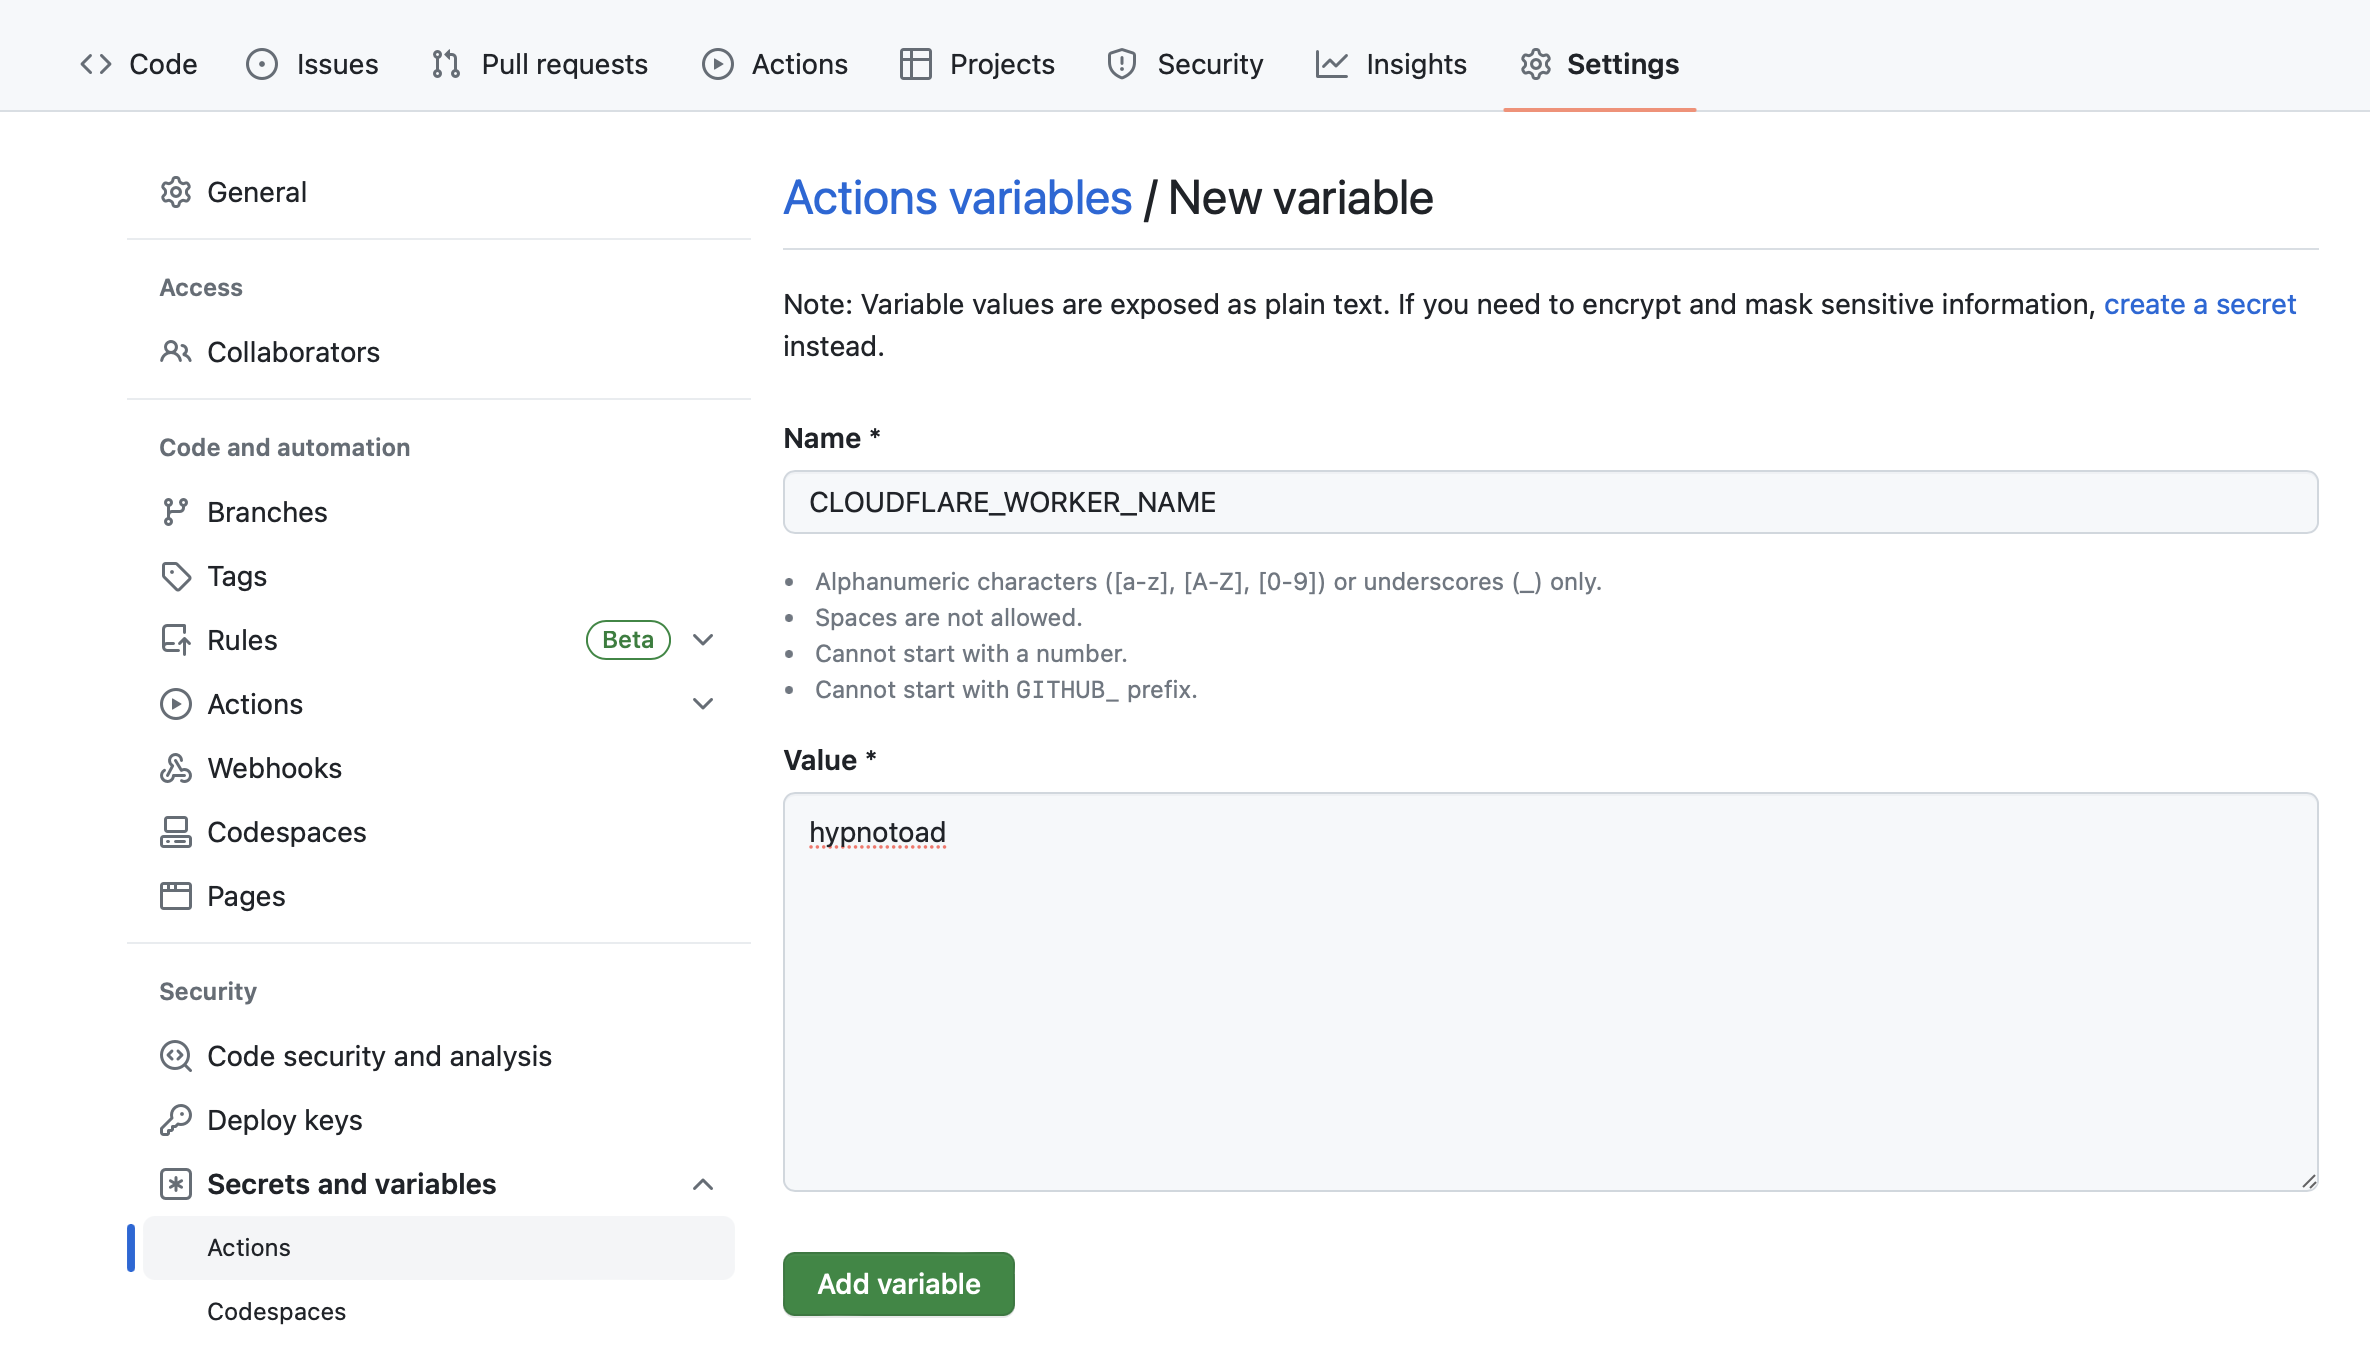 Code Issues Pull requests Actions Projects Security Insights Settings
General
Access
Collaborators
Code and automation
Branches
Tags
Rules Beta
Actions
Webhooks
Codespaces
Pages
Security
Code security and analysis
Deploy keys
Secrets and variables
Actions
Codespaces
Actions variables / New variable
Note: Variable values are exposed as plain text. If you need to encrypt and mask sensitive information, create a secret
instead.
Name *
CLOUDFLARE_WORKER_NAME
• Alphanumeric characters ([a-z], [A-Z], [0-9]) or underscores (_) only.
• Spaces are not allowed.
• Cannot start with a number.
• Cannot start with GITHUB_ prefix.
Value *
hypnotoad
Add variable